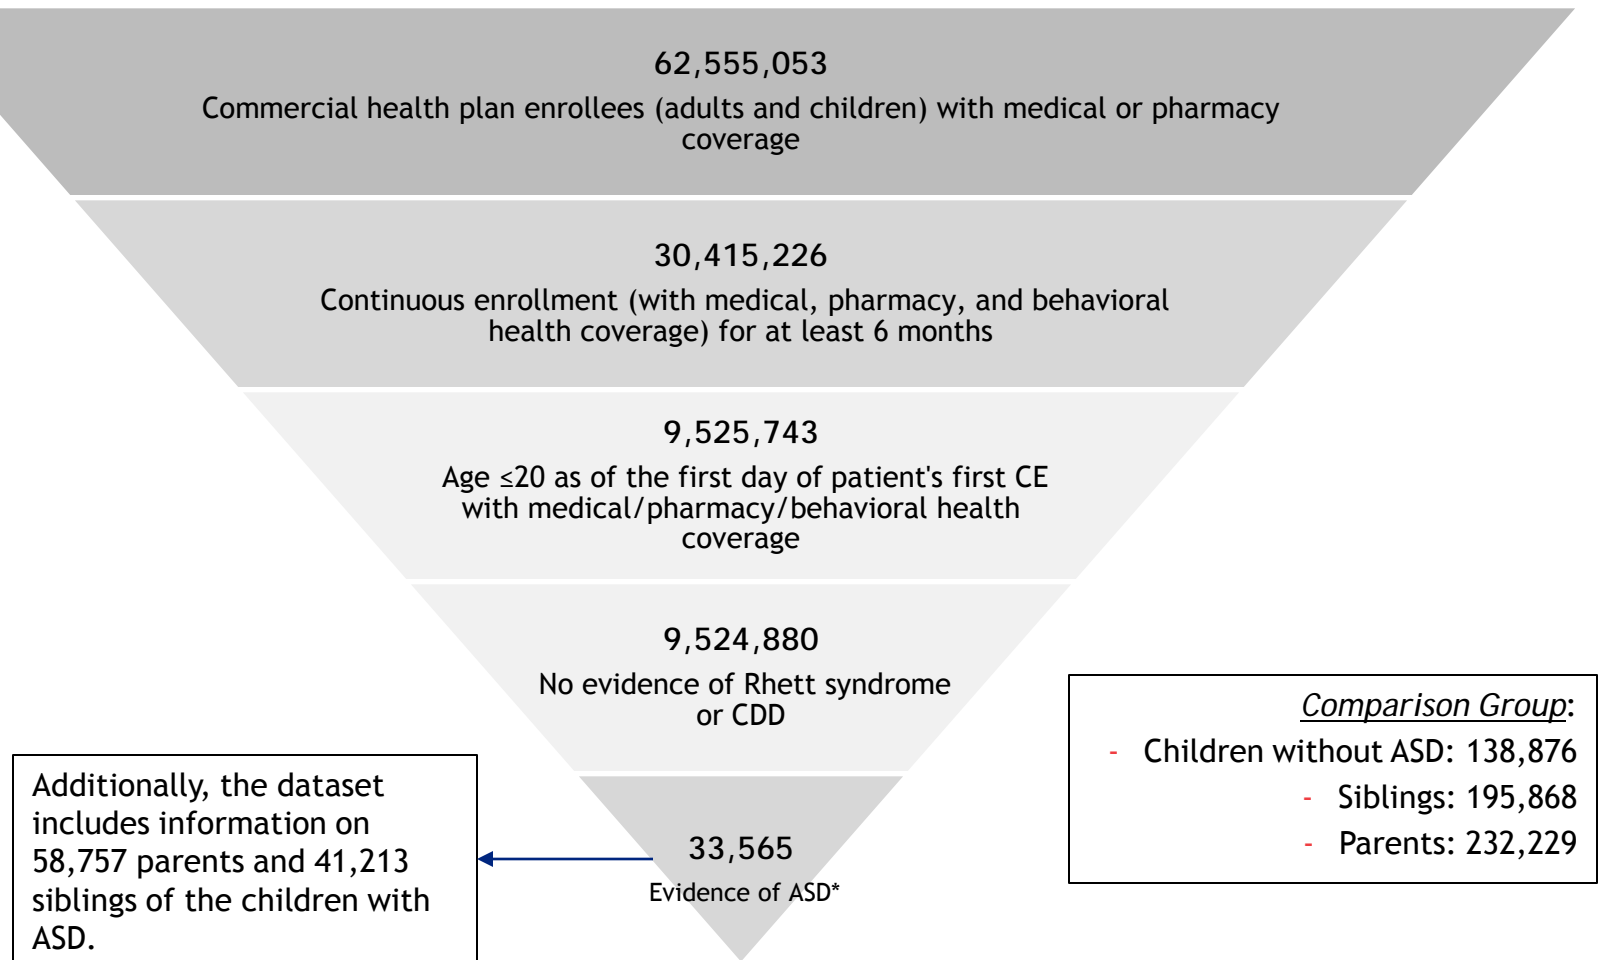 62,555,053
Commercial health plan enrollees (adults and children) with medical or pharmacy
coverage
30,415,226
Continuous enrollment (with medical, pharmacy, and behavioral
health coverage) for at least 6 months
9,525,743
Age ≤20 as of the first day of patient's first CE
with medical/pharmacy/behavioral health
coverage
9,524,880
No evidence of Rhett syndrome
or CDD
33,565
Evidence of ASD*
Additionally, the dataset
includes information on
58,757 parents and 41,213
siblings of the children with
ASD.
Comparison Group:
- Children without ASD: 138,876
- Siblings: 195,868
- Parents: 232,229